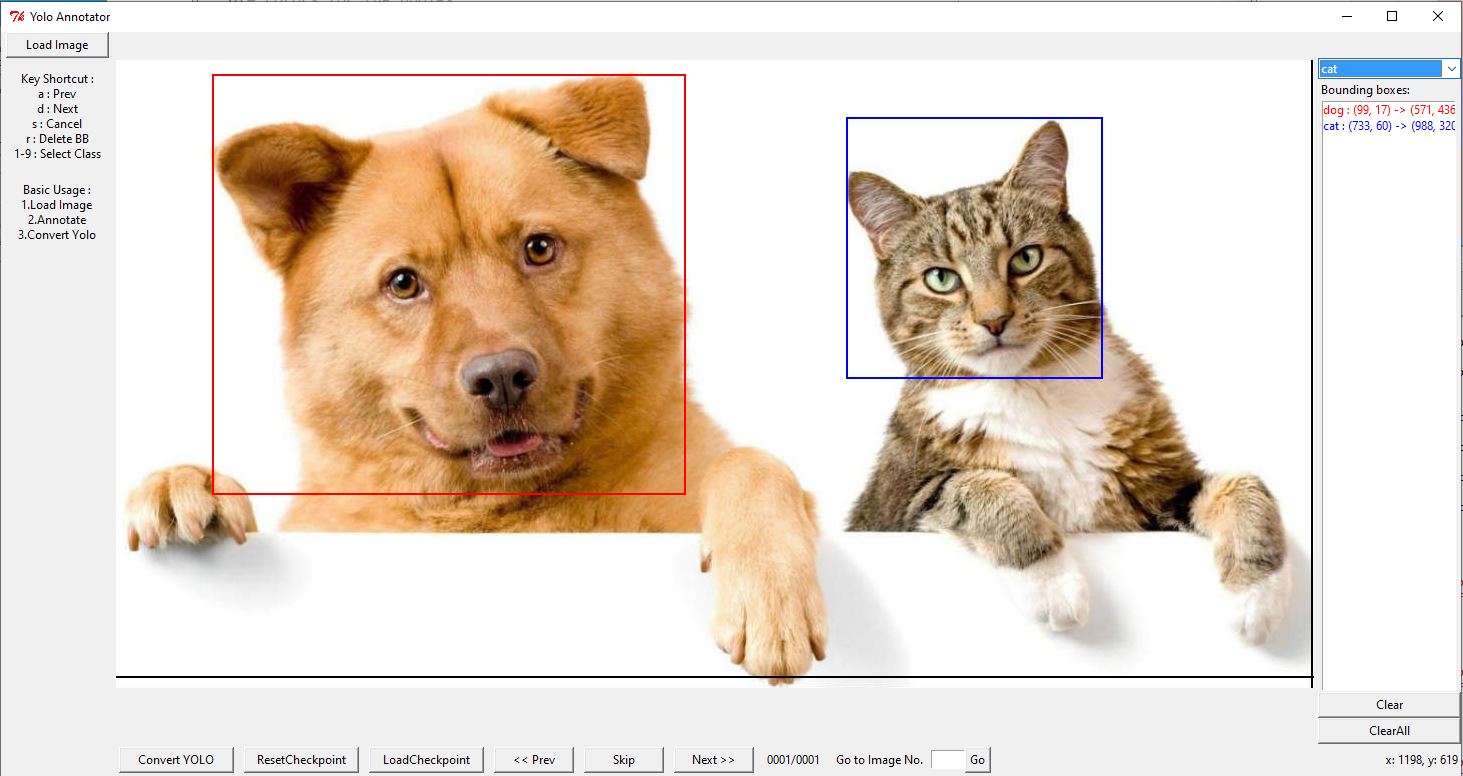 Yolo Annotator
Load Image
Key Shortcut :
a : Prev
d : Next
s : Cancel
r : Delete BB
1-9 : Select Class
Basic Usage :
1.Load Image
2.Annotate
3.Convert Yolo
cat
Bounding boxes:
dog : (99, 17) -> (571, 436
cat : (733, 60) -> (988, 320
Clear
ClearAll
Convert YOLO
ResetCheckpoint
LoadCheckpoint
<< Prev
Skip
Next >>
0001/0001
Go to Image No.
Go
x: 1198, y: 619